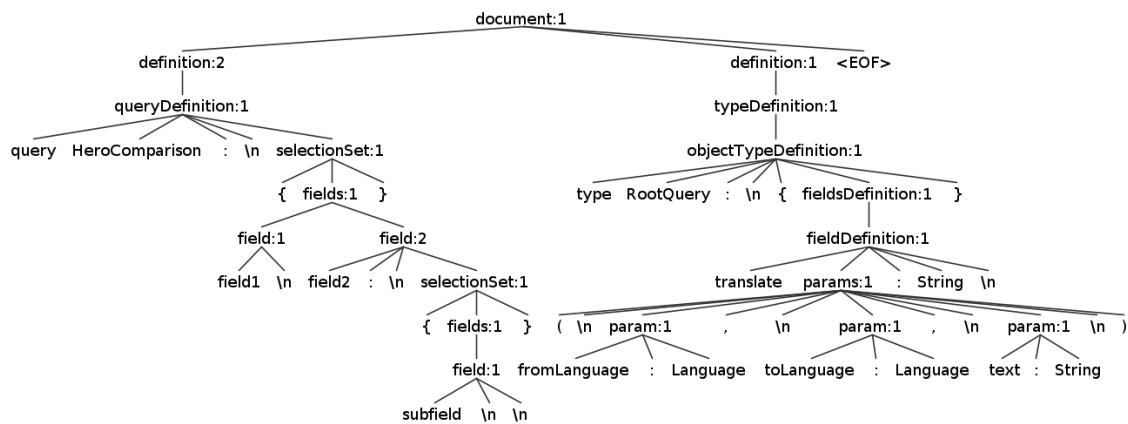 document:1
definition:2 definition:1 <EOF>
queryDefinition:1 typeDefinition:1
query HeroComparison : \n selectionSet:1 objectTypeDefinition:1
{ fields:1 } type RootQuery : \n { fieldsDefinition:1 }
field:1 field:2 fieldDefinition:1
field1 \n field2 : \n selectionSet:1 translate params:1 : String \n
{ fields:1 } ( \n param:1 , \n param:1 , \n param:1 \n )
field:1 fromLanguage : Language toLanguage : Language text : String
subfield \n \n